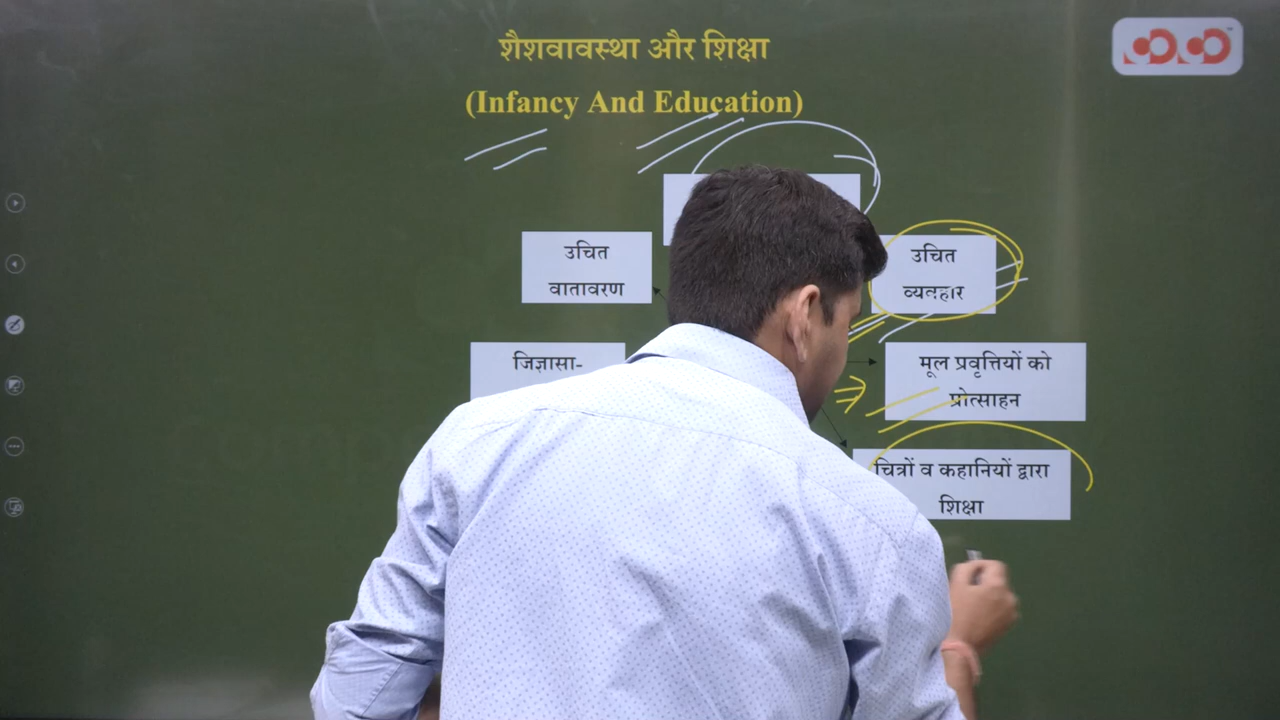 शैशवावस्था और शिक्षा
(Infancy And Education)
उचित
वातावरण
उचित
व्यवहार
जिज्ञासा-
मूल प्रवृत्तियों को
प्रोत्साहन
चित्रों व कहानियों द्वारा
शिक्षा